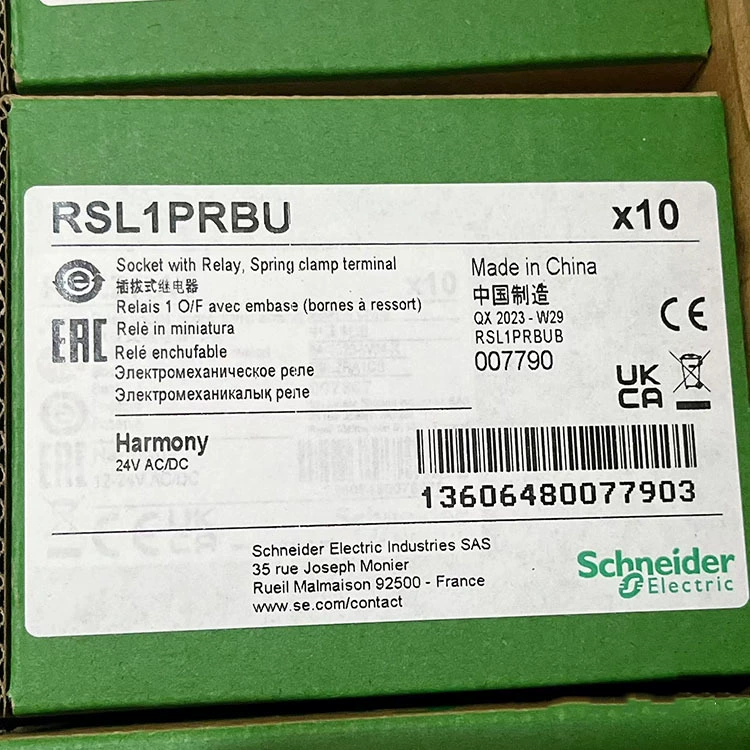 RSL1PRBU
x10
Socket with Relay, Spring clamp terminal
插拔式继电器
Relais 1 O/F avec embase (bornes à ressort)
Relè in miniatura
Relé enchufable
Электромеханическое реле
Электромеханикалық реле
e
EAC
Made in China
中国制造
QX 2023 - W29
RSL1PRBUB
007790
CE
UK
CA
Harmony
24V AC/DC
13606480077903
Schneider Electric Industries SAS
35 rue Joseph Monier
Rueil Malmaison 92500 - France
www.se.com/contact
Schneider
Electric